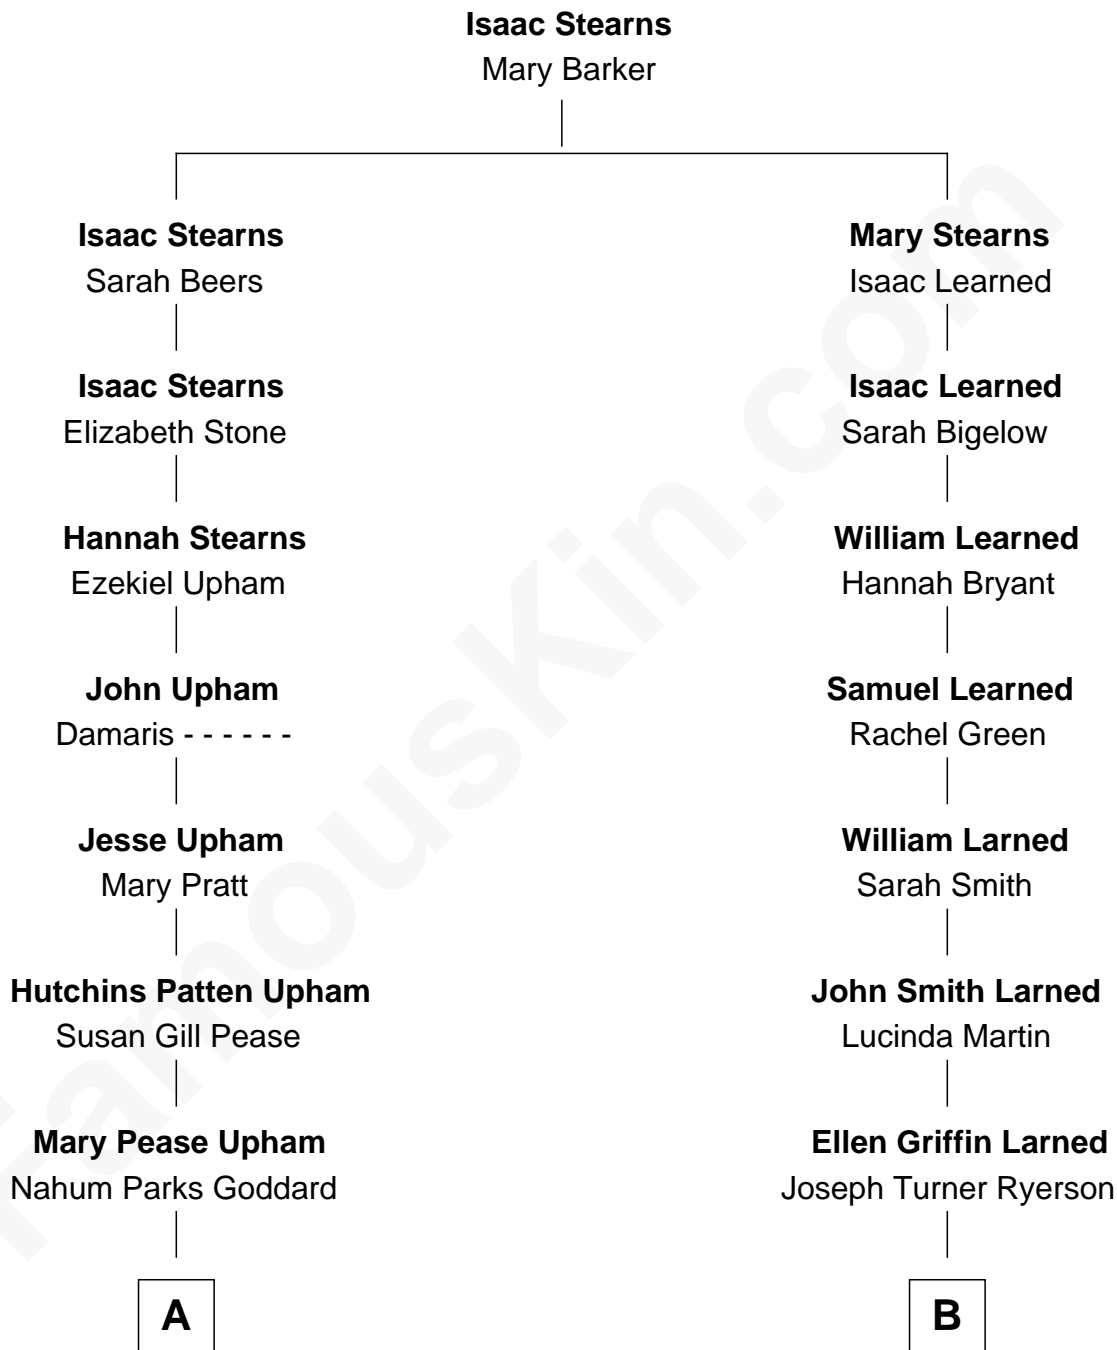 Isaac Stearns
Mary Barker
Isaac Stearns
Sarah Beers
Mary Stearns
Isaac Learned
Isaac Stearns
Elizabeth Stone
Isaac Learned
Sarah Bigelow
Hannah Stearns
Ezekiel Upham
William Learned
Hannah Bryant
John Upham
Damaris - - - - - -
Samuel Learned
Rachel Green
Jesse Upham
Mary Pratt
William Larned
Sarah Smith
Hutchins Patten Upham
Susan Gill Pease
John Smith Larned
Lucinda Martin
Mary Pease Upham
Nahum Parks Goddard
Ellen Griffin Larned
Joseph Turner Ryerson
A
B
FamousKin.com